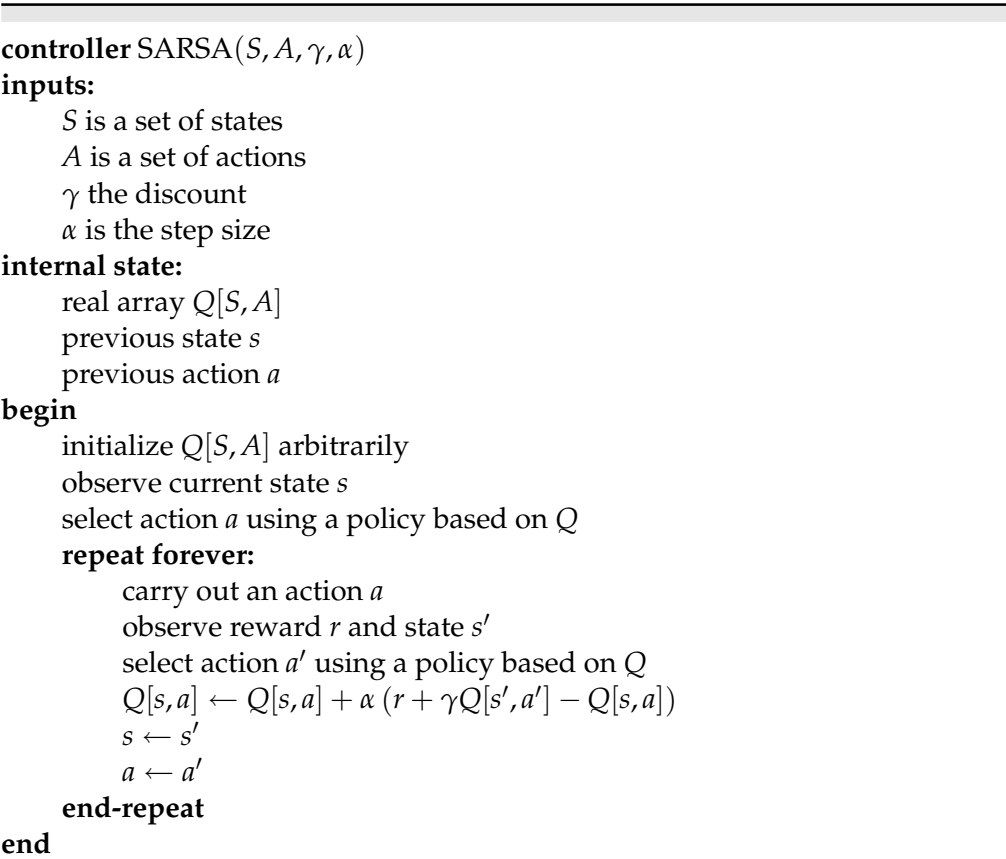 controller SARSA(S, A, γ, α)
inputs:
S is a set of states
A is a set of actions
γ the discount
α is the step size
internal state:
real array Q[S, A]
previous state s
previous action a
begin
initialize Q[S, A] arbitrarily
observe current state s
select action a using a policy based on Q
repeat forever:
carry out an action a
observe reward r and state s′
select action a′ using a policy based on Q
Q[s, a] ← Q[s, a] + α (r + γQ[s′, a′] − Q[s, a])
s ← s′
a ← a′
end-repeat
end